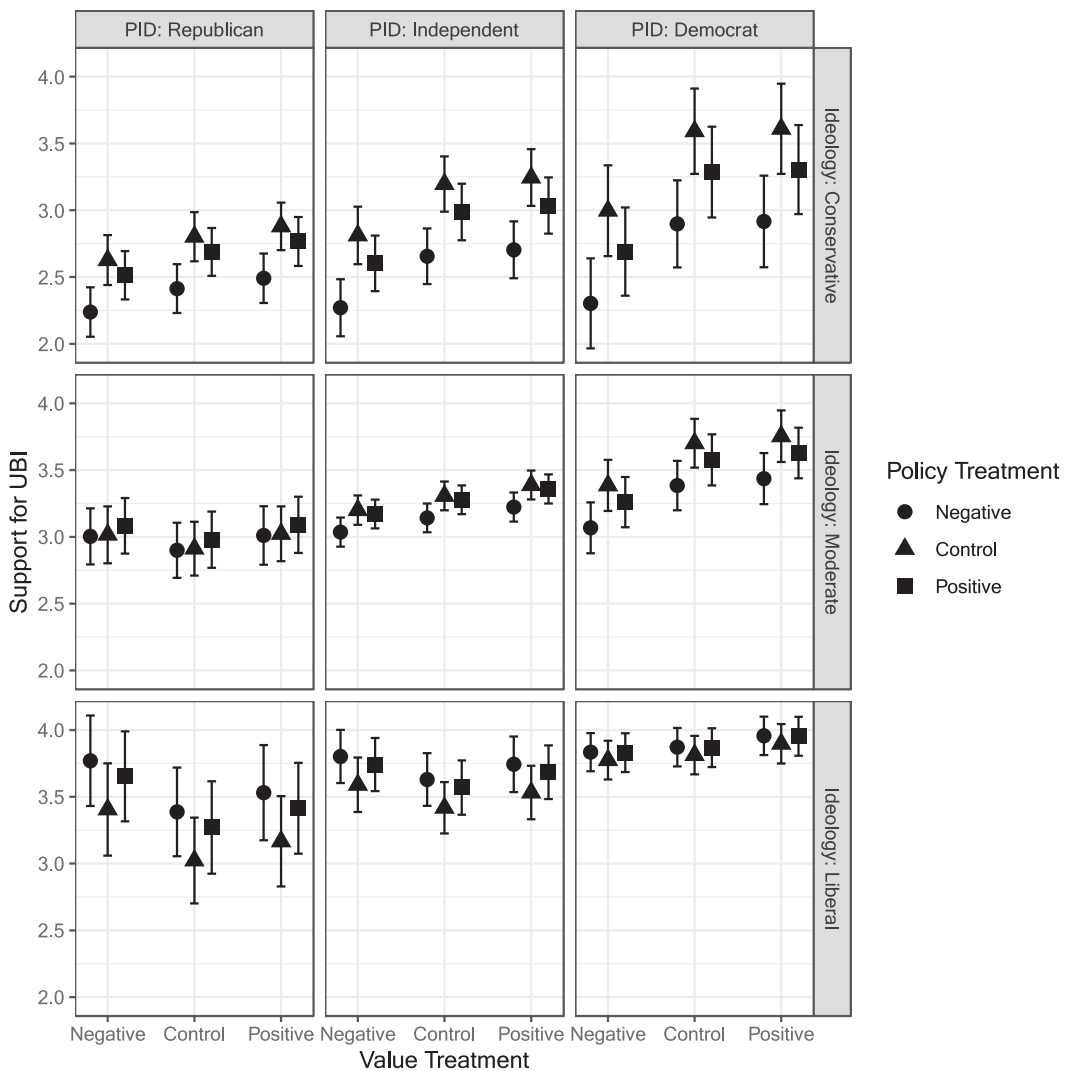 PID: Republican
PID: Independent
PID: Democrat
4.0
3.5
3.0
2.5
2.0
Ideology: Conservative
4.0
3.5
3.0
2.5
2.0
Ideology: Moderate
4.0
3.5
3.0
2.5
2.0
Ideology: Liberal
Support for UBI
Negative
Control
Positive
Negative
Control
Positive
Negative
Control
Positive
Value Treatment
Policy Treatment
Negative
Control
Positive